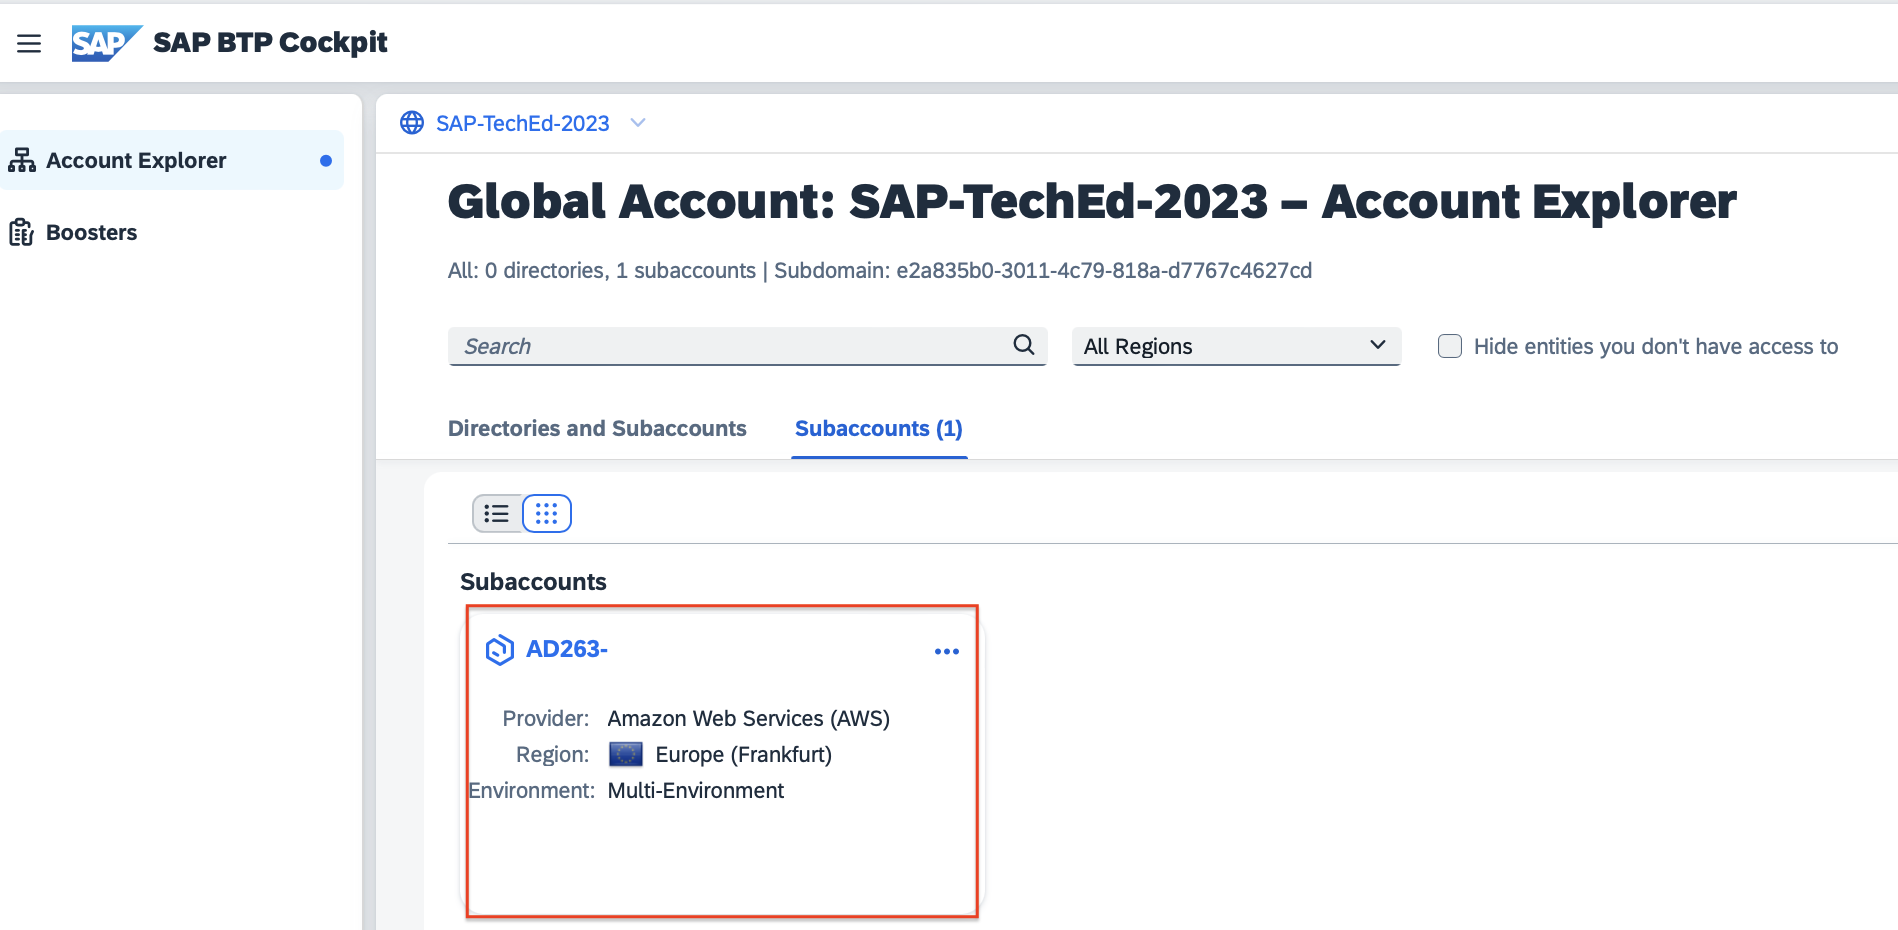 SAP SAP BTP Cockpit
Account Explorer
Boosters
SAP-TechEd-2023
Global Account: SAP-TechEd-2023 – Account Explorer
All: 0 directories, 1 subaccounts | Subdomain: e2a835b0-3011-4c79-818a-d7767c4627cd
Search
All Regions
Hide entities you don't have access to
Directories and Subaccounts
Subaccounts (1)
Subaccounts
AD263-
Provider: Amazon Web Services (AWS)
Region: Europe (Frankfurt)
Environment: Multi-Environment